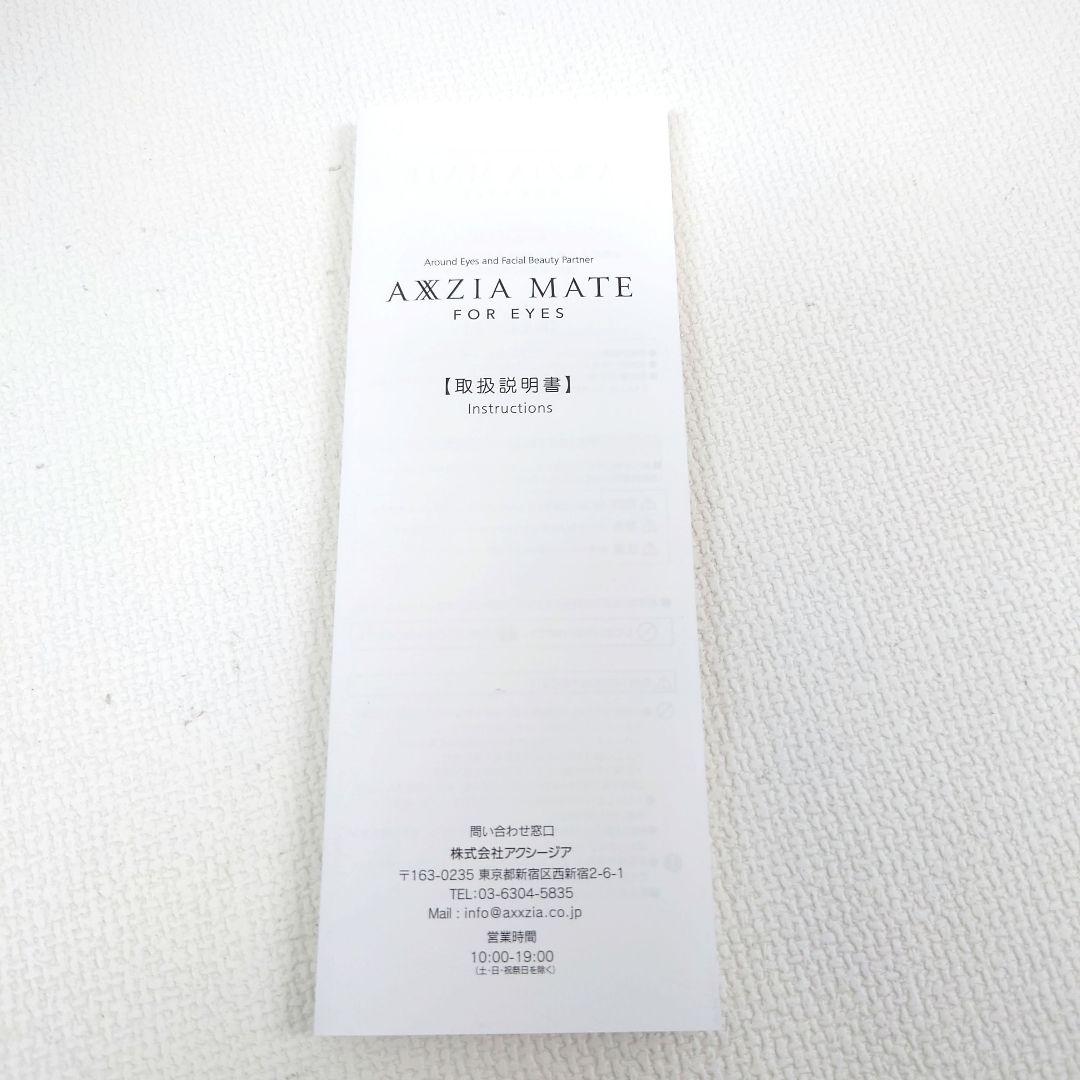 Around Eyes and Facial Beauty Partner
AXXZIA MATE
FOR EYES
【取扱説明書】
Instructions
問い合わせ窓口
株式会社アクシージア
〒163-0235 東京都新宿区西新宿2-6-1
TEL:03-6304-5835
Mail : info@axxzia.co.jp
営業時間
10:00-19:00
(土・日・祝祭日を除く)